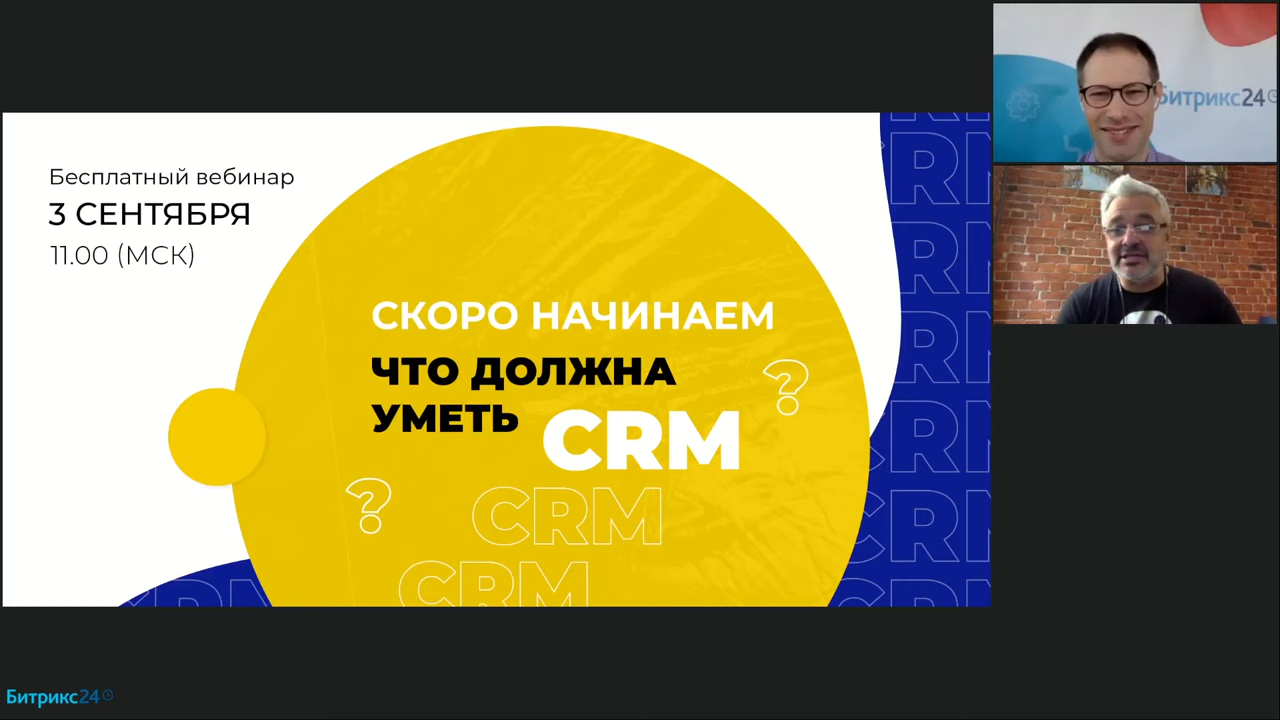 Бесплатный вебинар
3 СЕНТЯБРЯ
11.00 (МСК)
СКОРО НАЧИНАЕМ
ЧТО ДОЛЖНА
УМЕТЬ CRM
?
?
CRM
CRM
Битрикс24
Битрикс24